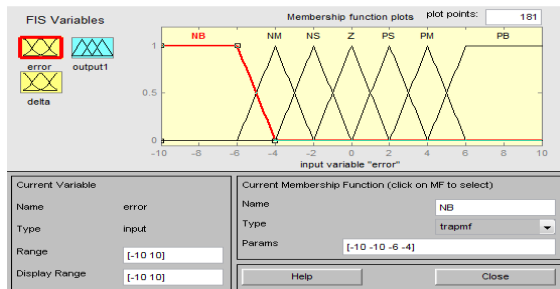 FIS Variables
Membership function plots plot points: 181
error output1
delta
NB NM NS Z PS PM PB
1
0.5
0
-10 -8 -6 -4 -2 0 2 4 6 8 10
input variable "error"
Current Variable
Name error
Type input
Range [-10 10]
Display Range [-10 10]
Current Membership Function (click on MF to select)
Name NB
Type trapmf
Params [-10 -10 -6 -4]
Help Close